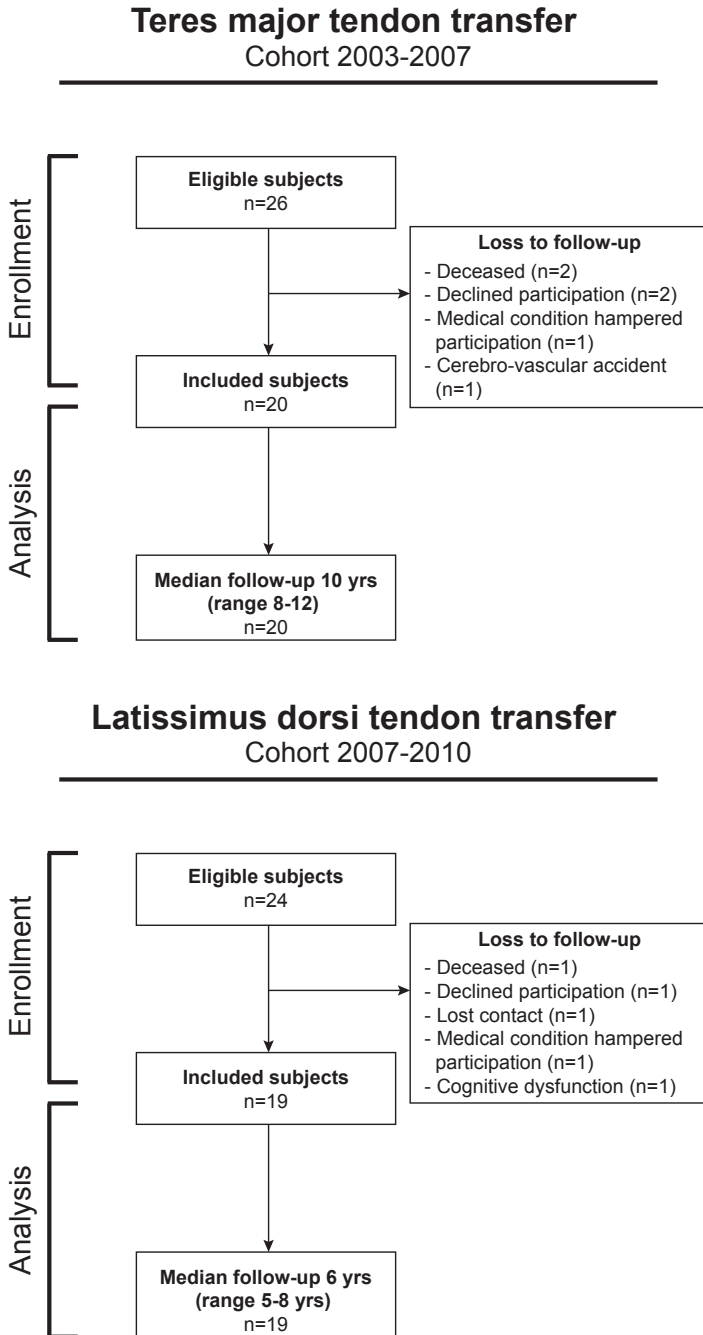 Teres major tendon transfer
Cohort 2003-2007
Enrollment
Eligible subjects
n=26
Loss to follow-up
- Deceased (n=2)
- Declined participation (n=2)
- Medical condition hampered
participation (n=1)
- Cerebro-vascular accident
(n=1)
Included subjects
n=20
Analysis
Median follow-up 10 yrs
(range 8-12)
n=20
Latissimus dorsi tendon transfer
Cohort 2007-2010
Enrollment
Eligible subjects
n=24
Loss to follow-up
- Deceased (n=1)
- Declined participation (n=1)
- Lost contact (n=1)
- Medical condition hampered
participation (n=1)
- Cognitive dysfunction (n=1)
Included subjects
n=19
Analysis
Median follow-up 6 yrs
(range 5-8 yrs)
n=19